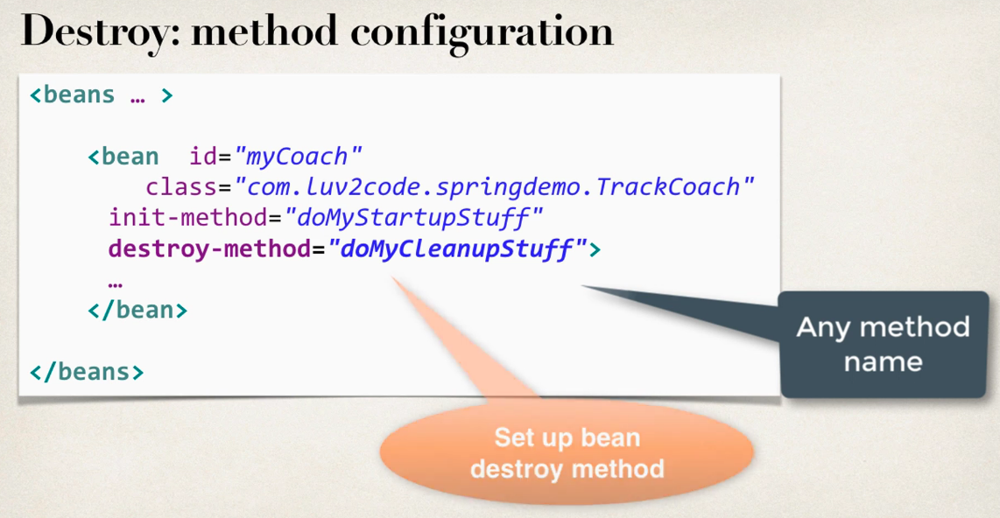 Destroy: method configuration
<beans … >
<bean id="myCoach"
class="com.luv2code.springdemo.TrackCoach"
init-method="doMyStartupStuff"
destroy-method="doMyCleanupStuff">
…
</bean>
</beans>
Any method
name
Set up bean
destroy method